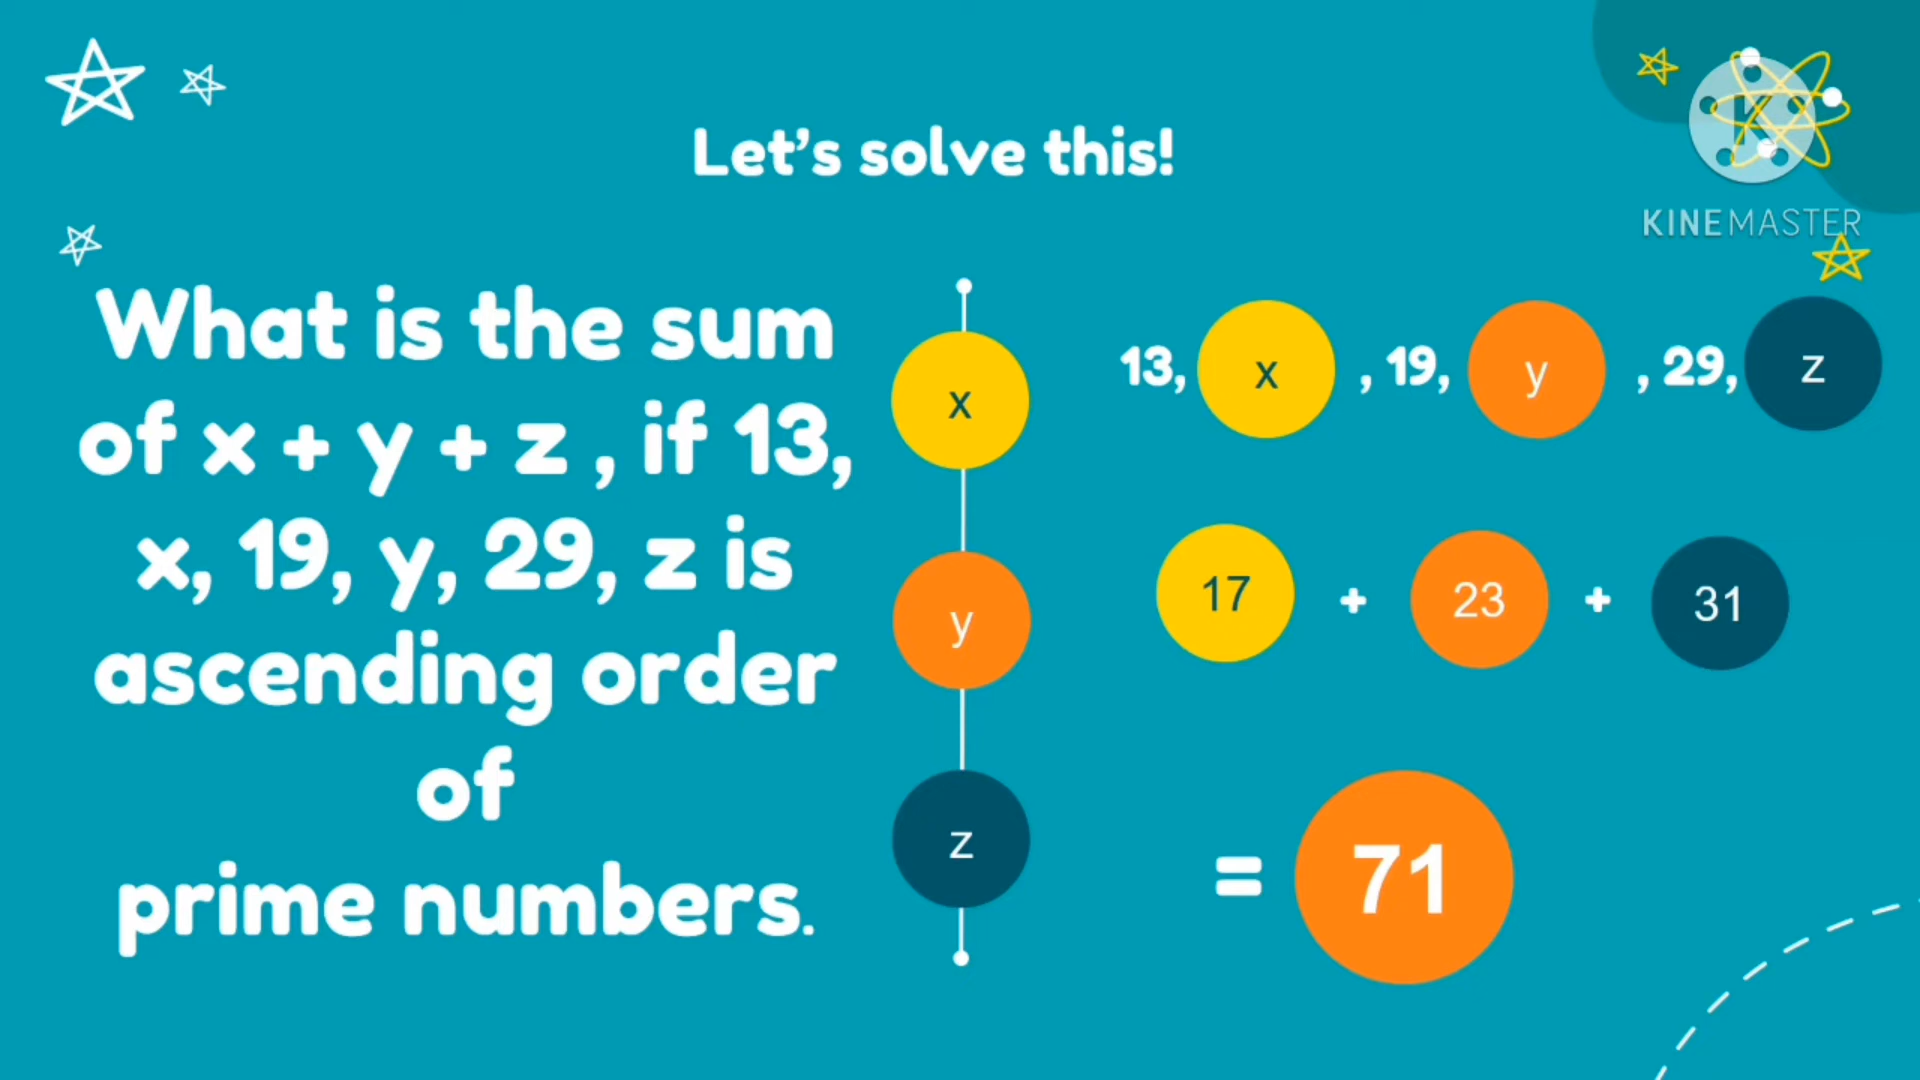 Let's solve this!
KINEMASTER
What is the sum
of x + y + z , if 13,
x, 19, y, 29, z is
ascending order
of
prime numbers.
x
y
z
13, x , 19, y , 29, z
17 + 23 + 31
= 71